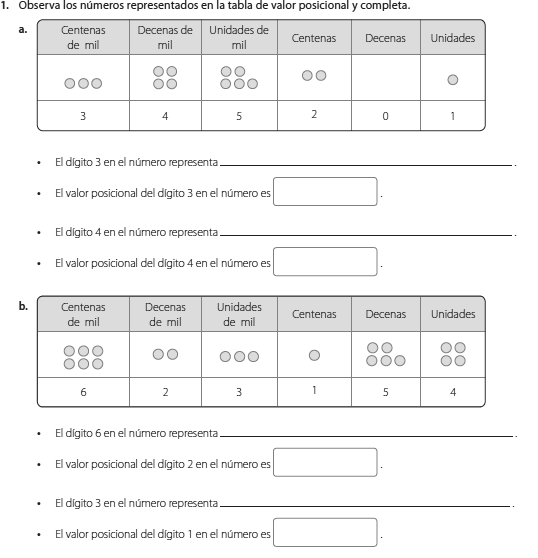 1. Observa los números representados en la tabla de valor posicional y completa.
a.
Centenas de mil Decenas de mil Unidades de mil Centenas Decenas Unidades
3 4 5 2 0 1
• El dígito 3 en el número representa ______.
• El valor posicional del dígito 3 en el número es .
• El dígito 4 en el número representa ______.
• El valor posicional del dígito 4 en el número es .
b.
Centenas de mil Decenas de mil Unidades de mil Centenas Decenas Unidades
6 2 3 1 5 4
• El dígito 6 en el número representa ______.
• El valor posicional del dígito 2 en el número es .
• El dígito 3 en el número representa ______.
• El valor posicional del dígito 1 en el número es .